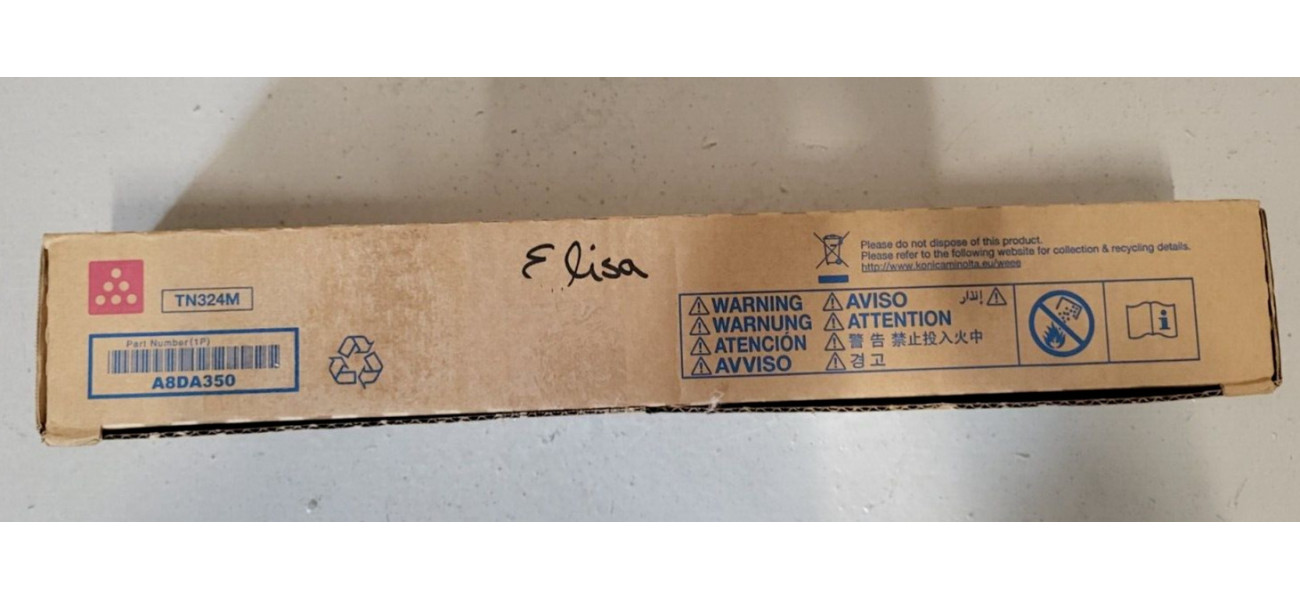 Elisa
Please do not dispose of this product.
Please refer to the following website for collection & recycling details.
http://www.konicaminolta.eu/weee
TN324M
Part Number(1P)
A8DA350
WARNING
WARNUNG
ATENCIÓN
AVVISO
AVISO
ATTENTION
警告 禁止投入火中
경고
إنذار